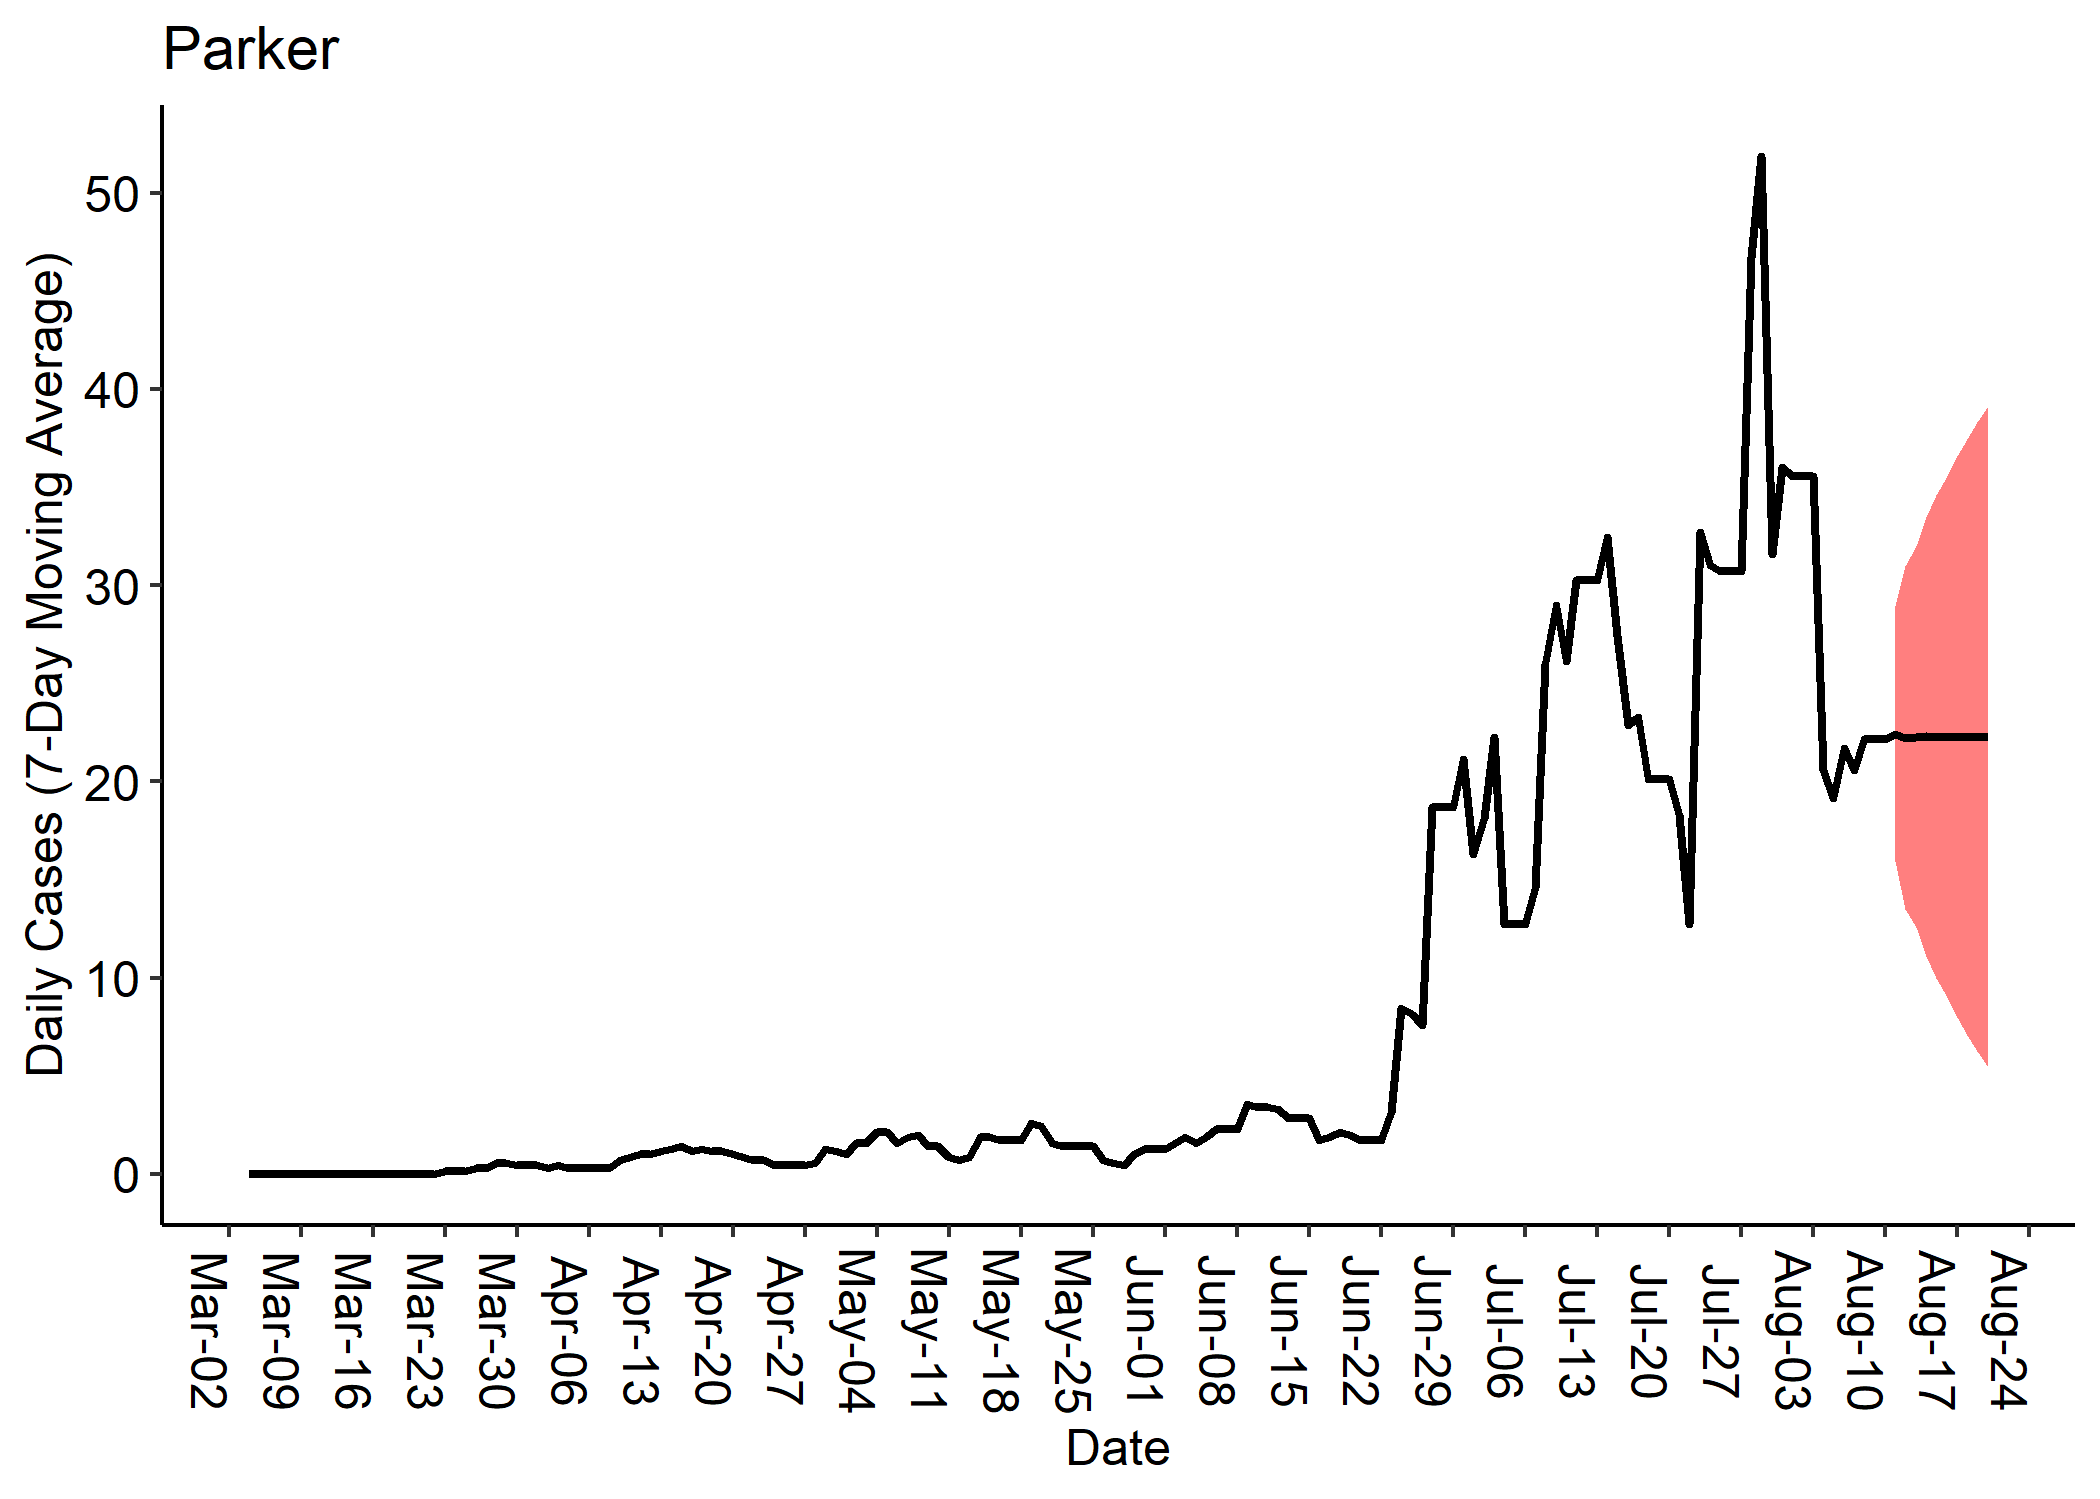 Parker
Daily Cases (7-Day Moving Average)
50
40
30
20
10
0
Mar-02
Mar-09
Mar-16
Mar-23
Mar-30
Apr-06
Apr-13
Apr-20
Apr-27
May-04
May-11
May-18
May-25
Jun-01
Jun-08
Jun-15
Jun-22
Jun-29
Jul-06
Jul-13
Jul-20
Jul-27
Aug-03
Aug-10
Aug-17
Aug-24
Date